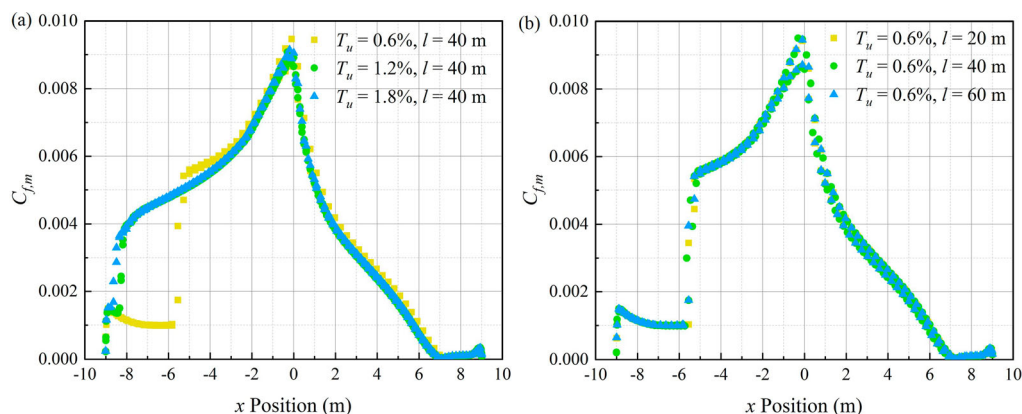 (a)
0.010
0.008
0.006
0.004
0.002
0.000
C_{f,m}
T_u = 0.6%, l = 40 m
T_u = 1.2%, l = 40 m
T_u = 1.8%, l = 40 m
-10 -8 -6 -4 -2 0 2 4 6 8 10
x Position (m)
(b)
0.010
0.008
0.006
0.004
0.002
0.000
C_{f,m}
T_u = 0.6%, l = 20 m
T_u = 0.6%, l = 40 m
T_u = 0.6%, l = 60 m
-10 -8 -6 -4 -2 0 2 4 6 8 10
x Position (m)